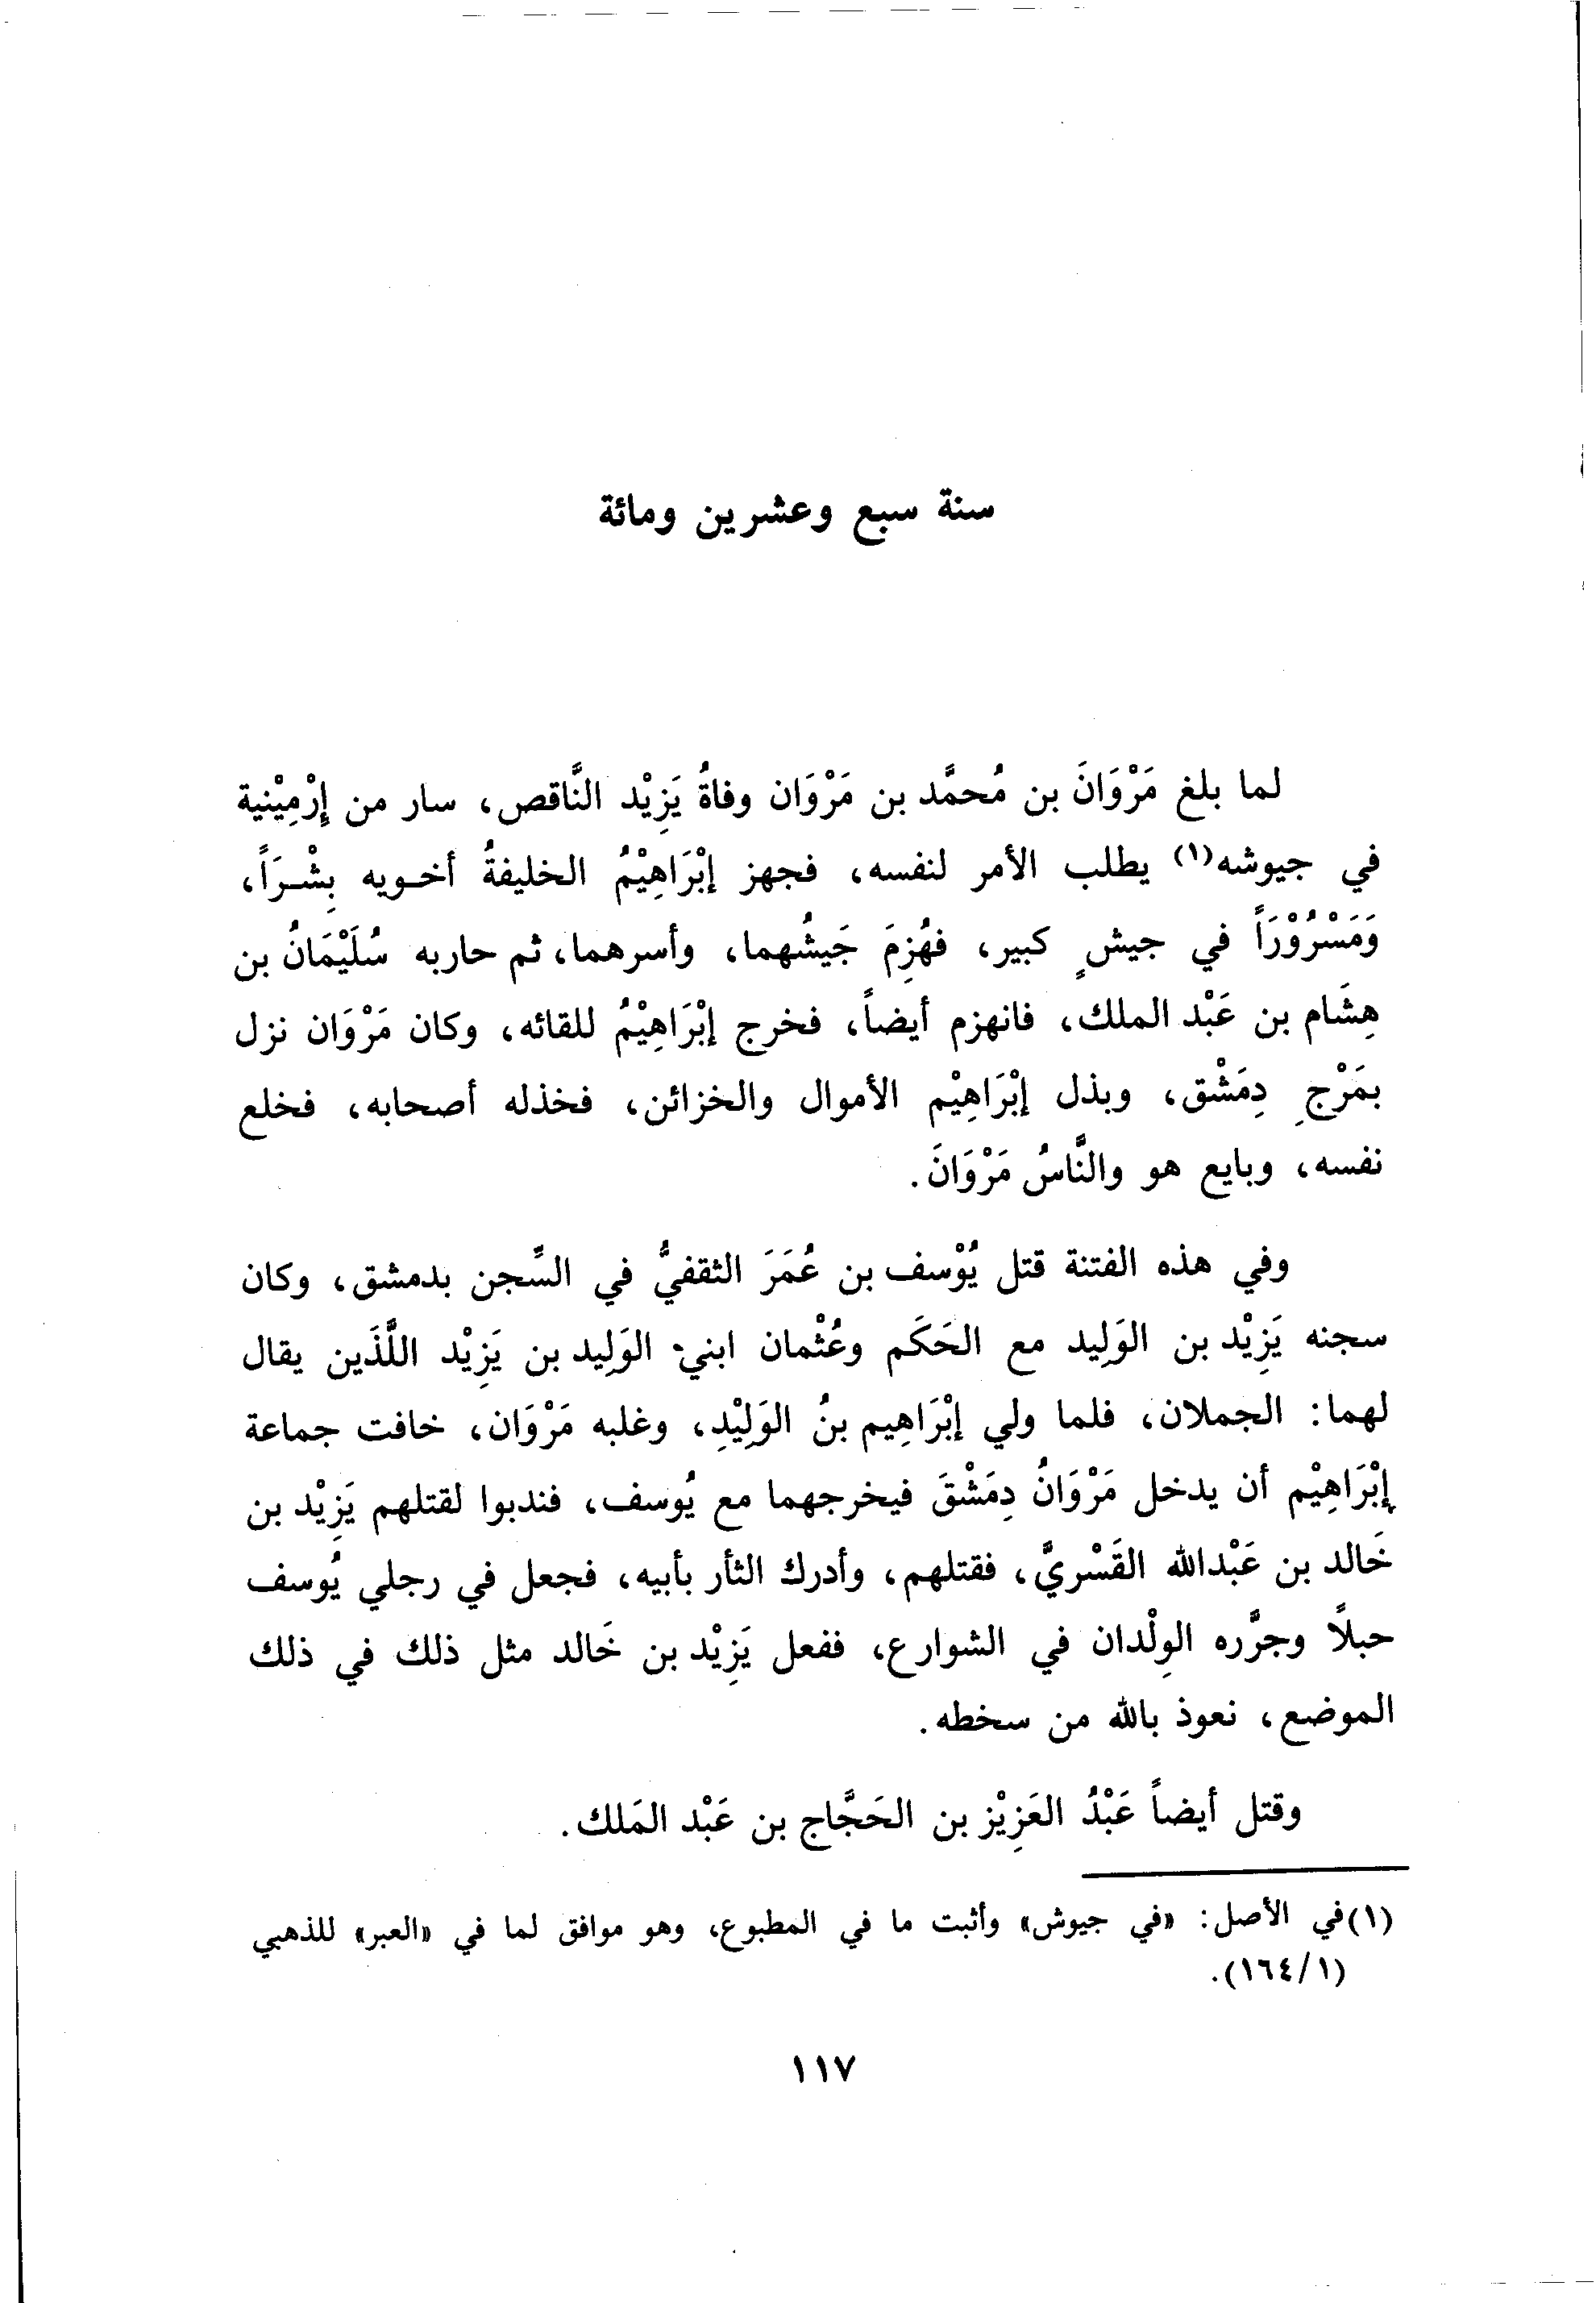 سنة سبع وعشرين ومائة
لما بلغ مَرْوَانَ بن مُحمَّد بن مَرْوَان وفاةُ يَزِيْد النَّاقص، سار من إِرْمِيْنية
في جيوشه(١) يطلب الأمر لنفسه، فجهز إبْرَاهِيْمُ الخليفةُ أخـويه بِشْـرَاً،
وَمَسْرُوْرَاً في جيشٍ كبير، فهُزِمَ جَيشُهما، وأسرهما، ثم حاربه سُلَيْمَانُ بن
هِشَام بن عَبْد الملك، فانهزم أيضاً، فخرج إبْرَاهِيْمُ للقائه، وكان مَرْوَان نزل
بمَرْجِ دِمَشْق، وبذل إبْرَاهِيْم الأموال والخزائن، فخذله أصحابه، فخلع
نفسه، وبايع هو والنَّاسُ مَرْوَانَ.
وفي هذه الفتنة قتل يُوْسف بن عُمَرَ الثقفيُّ في السِّجن بدمشق، وكان
سجنه يَزِيْد بن الوَلِيد مع الحَكَم وعُثْمان ابني الوَلِيد بن يَزِيْد اللَّذَين يقال
لهما: الجملان، فلما ولي إبْرَاهِيم بنُ الوَلِيْدِ، وغلبه مَرْوَان، خافت جماعة
إِبْرَاهِيْم أن يدخل مَرْوَانُ دِمَشْقَ فيخرجهما مع يُوسف، فندبوا لقتلهم يَزِيْد بن
خَالد بن عَبْدالله القَسْريَّ، فقتلهم، وأدرك الثأر بأبيه، فجعل في رجلي يُوسف
حبلاً وجرَّره الوِلْدان في الشوارع، ففعل يَزِيْد بن خَالد مثل ذلك في ذلك
الموضع، نعوذ بالله من سخطه.
وقتل أيضاً عَبْدُ العَزِيْز بن الحَجَّاج بن عَبْد المَلك.
(١) في الأصل: «في جيوش» وأثبت ما في المطبوع، وهو موافق لما في «العبر» للذهبي
(١/١٦٤).
١١٧